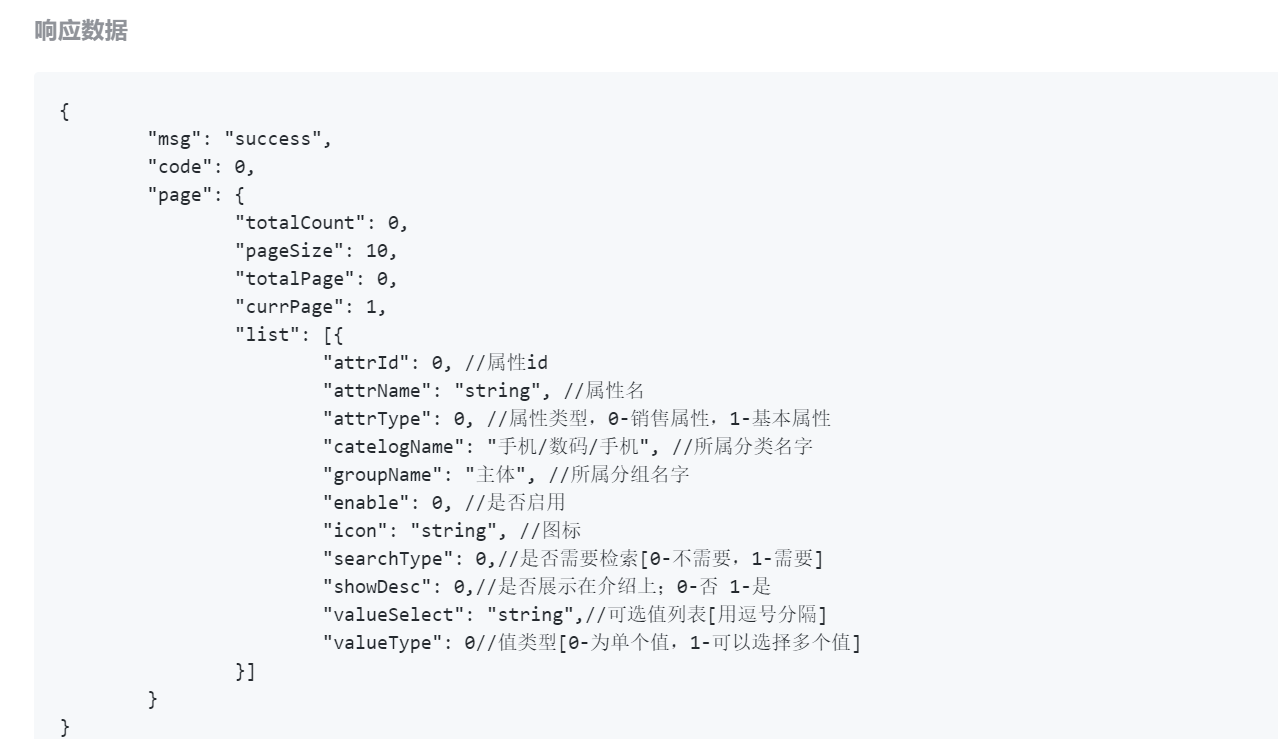 响应数据
{
"msg": "success",
"code": 0,
"page": {
"totalCount": 0,
"pageSize": 10,
"totalPage": 0,
"currPage": 1,
"list": [{
"attrId": 0, //属性id
"attrName": "string", //属性名
"attrType": 0, //属性类型，0-销售属性，1-基本属性
"catelogName": "手机/数码/手机", //所属分类名字
"groupName": "主体", //所属分组名字
"enable": 0, //是否启用
"icon": "string", //图标
"searchType": 0,//是否需要检索[0-不需要，1-需要]
"showDesc": 0,//是否展示在介绍上；0-否 1-是
"valueSelect": "string",//可选值列表[用逗号分隔]
"valueType": 0//值类型[0-为单个值，1-可以选择多个值]
}]
}
}